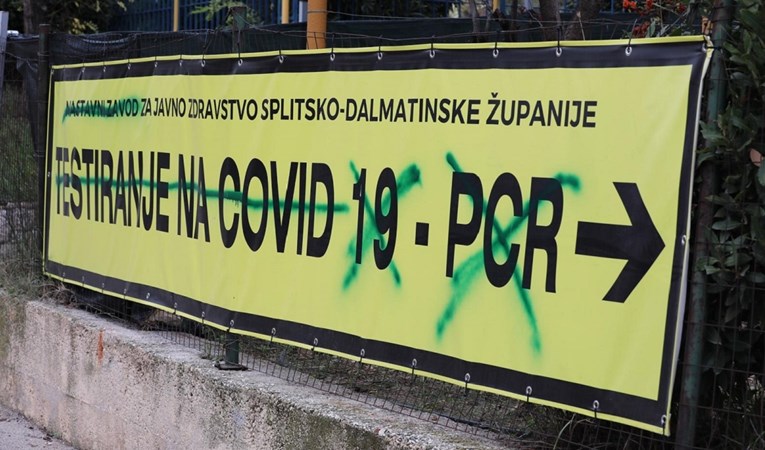 NASTAVNI ZAVOD ZA JAVNO ZDRAVSTVO SPLITSKO-DALMATINSKE ŽUPANIJE
TESTIRANJE NA COVID 19 - PCR